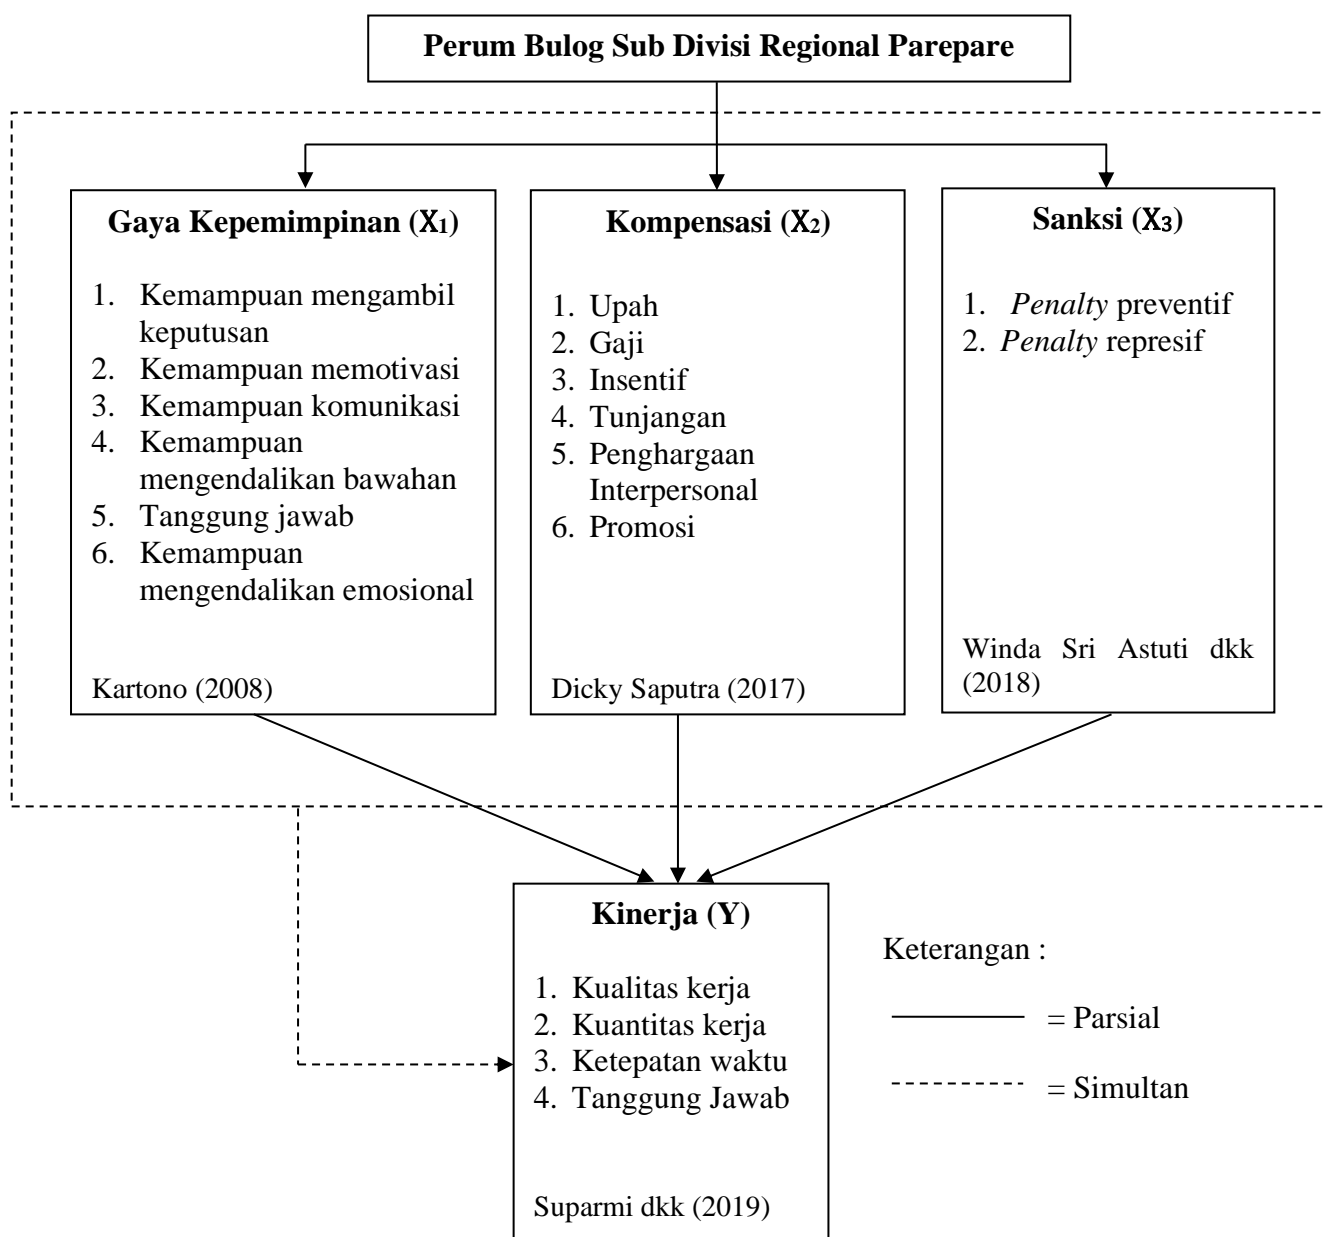 Perum Bulog Sub Divisi Regional Parepare
Gaya Kepemimpinan (X1)
1. Kemampuan mengambil
keputusan
2. Kemampuan memotivasi
3. Kemampuan komunikasi
4. Kemampuan
mengendalikan bawahan
5. Tanggung jawab
6. Kemampuan
mengendalikan emosional
Kartono (2008)
Kompensasi (X2)
1. Upah
2. Gaji
3. Insentif
4. Tunjangan
5. Penghargaan
Interpersonal
6. Promosi
Dicky Saputra (2017)
Sanksi (X3)
1. Penalty preventif
2. Penalty represif
Winda Sri Astuti dkk
(2018)
Kinerja (Y)
1. Kualitas kerja
2. Kuantitas kerja
3. Ketepatan waktu
4. Tanggung Jawab
Suparmi dkk (2019)
Keterangan :
= Parsial
= Simultan